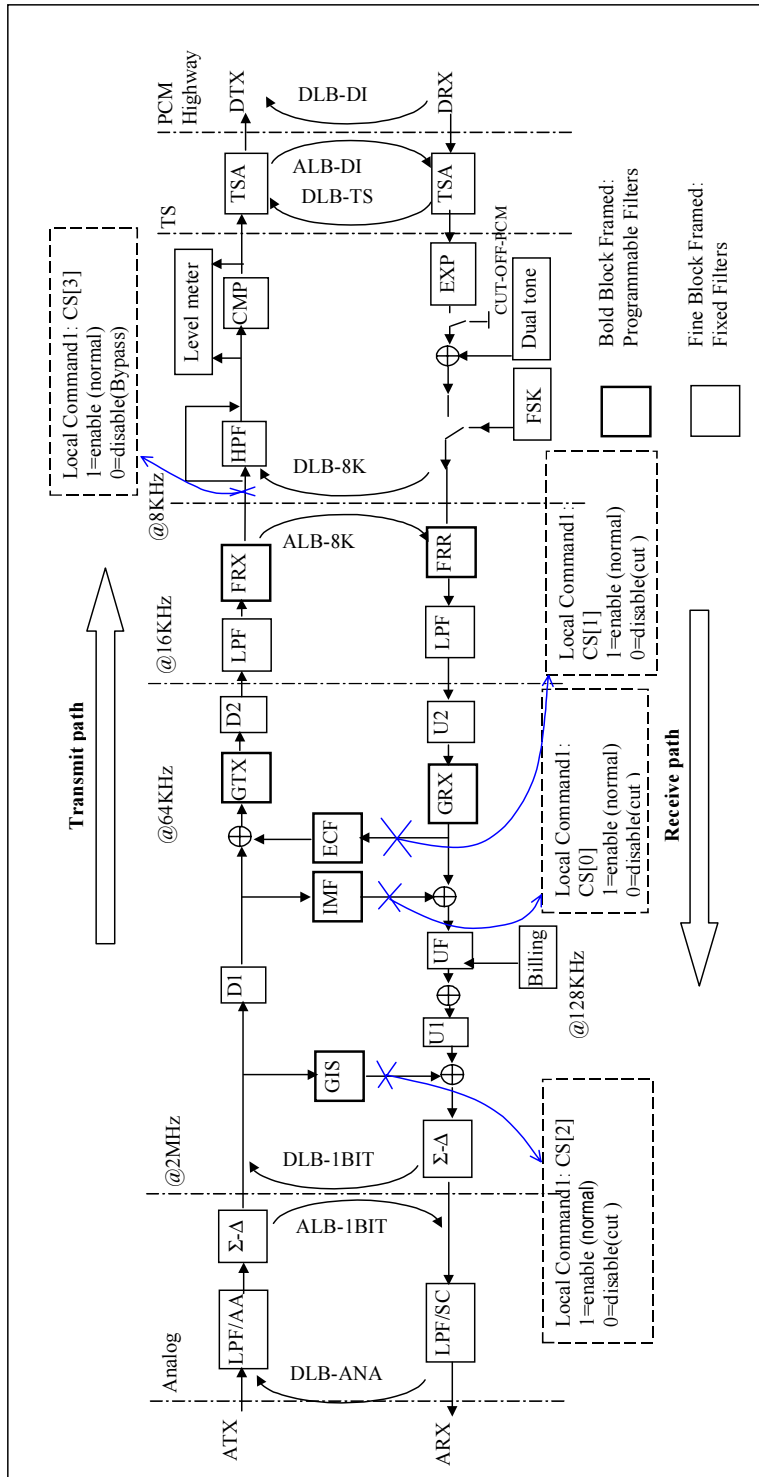 Transmit path
Analog
@2MHz
@64KHz
@16KHz
@8KHz
TS
PCM
Highway
Local Command1: CS[3]
1=enable (normal)
0=disable(Bypass)
Level meter
ATX
LPF/AA
Σ-Δ
D1
GTX
D2
LPF
FRX
HPF
CMP
TSA
DTX
DLB-ANA
ALB-1BIT
DLB-1BIT
GIS
IMF
ECF
ALB-8K
DLB-8K
ALB-DI
DLB-TS
DLB-DI
ARX
LPF/SC
Σ-Δ
U1
UF
GRX
U2
LPF
FRR
EXP
TSA
DRX
CUT-OFF-PCM
Billing
@128KHz
FSK
Dual tone
Local Command1: CS[2]
1=enable (normal)
0=disable(cut )
Local Command1:
CS[0]
1=enable (normal)
0=disable(cut )
Local Command1:
CS[1]
1=enable (normal)
0=disable(cut )
Receive path
Bold Block Framed:
Programmable Filters
Fine Block Framed:
Fixed Filters